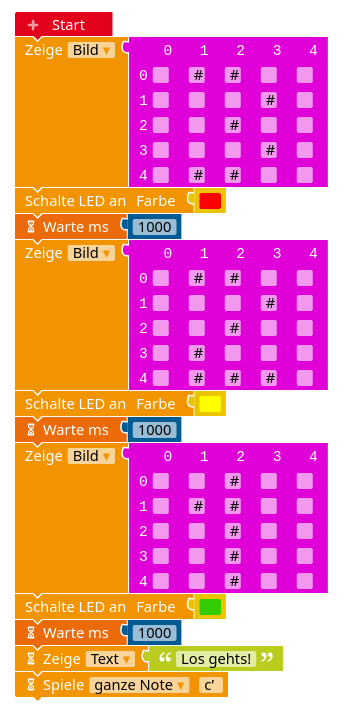 + Start
Zeige Bild ▾ 0 1 2 3 4
0 # #
1 #
2 #
3 #
4 # #
Schalte LED an Farbe
Warte ms 1000
Zeige Bild ▾ 0 1 2 3 4
0 # #
1 #
2 #
3 #
4 # # #
Schalte LED an Farbe
Warte ms 1000
Zeige Bild ▾ 0 1 2 3 4
0 #
1 # #
2 #
3 #
4 #
Schalte LED an Farbe
Warte ms 1000
Zeige Text ▾ “ Los gehts! ”
Spiele ganze Note ▾ c’